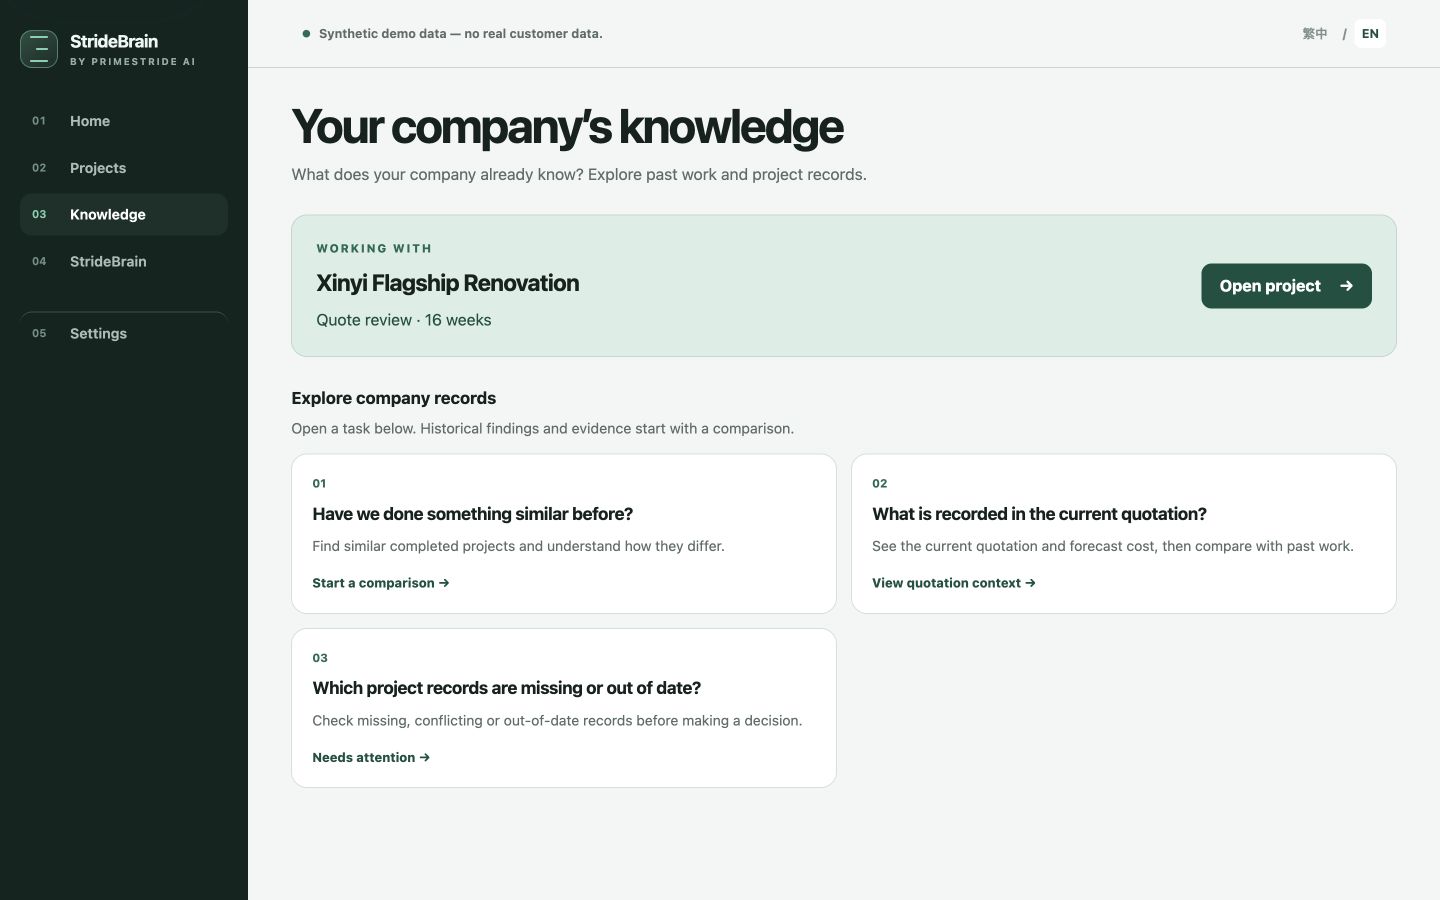 StrideBrain
BY PRIMESTRIDE AI
01 Home
02 Projects
03 Knowledge
04 StrideBrain
05 Settings
Synthetic demo data — no real customer data.
繁中 / EN
Your company’s knowledge
What does your company already know? Explore past work and project records.
WORKING WITH
Xinyi Flagship Renovation
Quote review · 16 weeks
Open project →
Explore company records
Open a task below. Historical findings and evidence start with a comparison.
01
Have we done something similar before?
Find similar completed projects and understand how they differ.
Start a comparison →
02
What is recorded in the current quotation?
See the current quotation and forecast cost, then compare with past work.
View quotation context →
03
Which project records are missing or out of date?
Check missing, conflicting or out-of-date records before making a decision.
Needs attention →